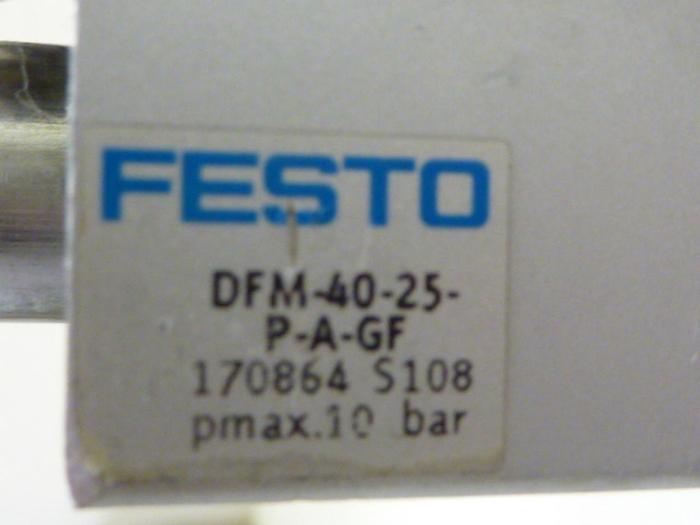 FESTO
DFM-40-25-
P-A-GF
170864 S108
pmax.10 bar